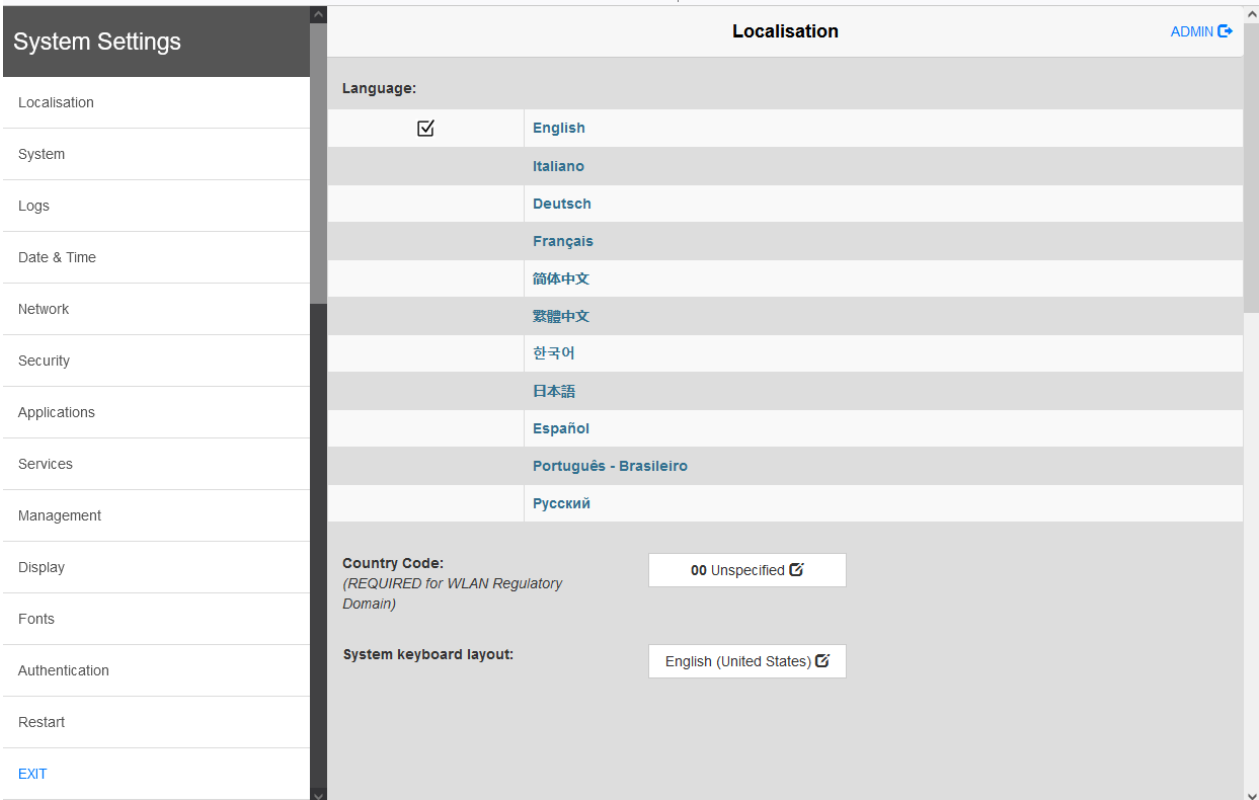 System Settings
Localisation
System
Logs
Date & Time
Network
Security
Applications
Services
Management
Display
Fonts
Authentication
Restart
EXIT
Localisation
ADMIN
Language:
English
Italiano
Deutsch
Français
简体中文
繁體中文
한국어
日本語
Español
Português - Brasileiro
Русский
Country Code:
(REQUIRED for WLAN Regulatory
Domain)
00 Unspecified
System keyboard layout:
English (United States)